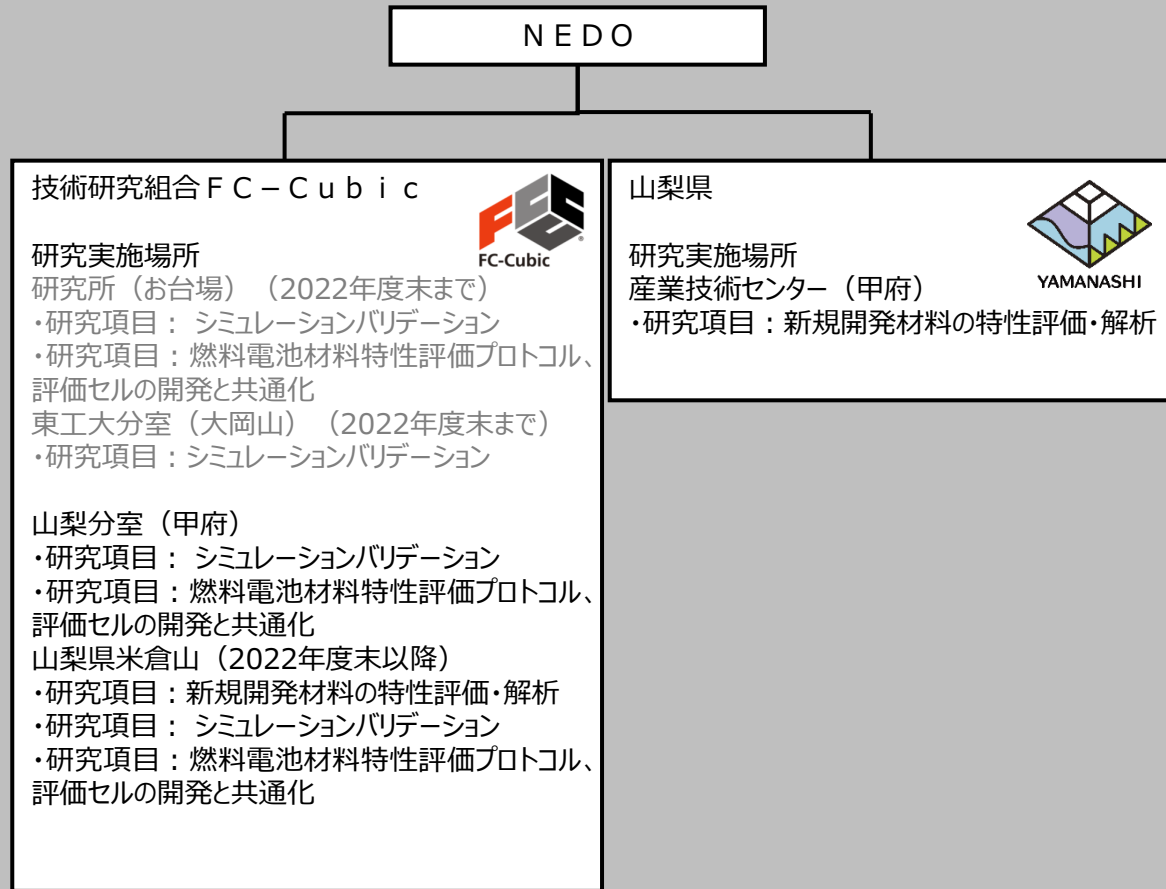 ＮＥＤＯ
技術研究組合ＦＣ－Ｃｕｂｉｃ
FC-Cubic
研究実施場所
研究所（お台場）（2022年度末まで）
・研究項目： シミュレーションバリデーション
・研究項目：燃料電池材料特性評価プロトコル、
評価セルの開発と共通化
東工大分室（大岡山）（2022年度末まで）
・研究項目：シミュレーションバリデーション
山梨分室（甲府）
・研究項目： シミュレーションバリデーション
・研究項目：燃料電池材料特性評価プロトコル、
評価セルの開発と共通化
山梨県米倉山（2022年度末以降）
・研究項目：新規開発材料の特性評価・解析
・研究項目： シミュレーションバリデーション
・研究項目：燃料電池材料特性評価プロトコル、
評価セルの開発と共通化
山梨県
YAMANASHI
研究実施場所
産業技術センター（甲府）
・研究項目：新規開発材料の特性評価・解析